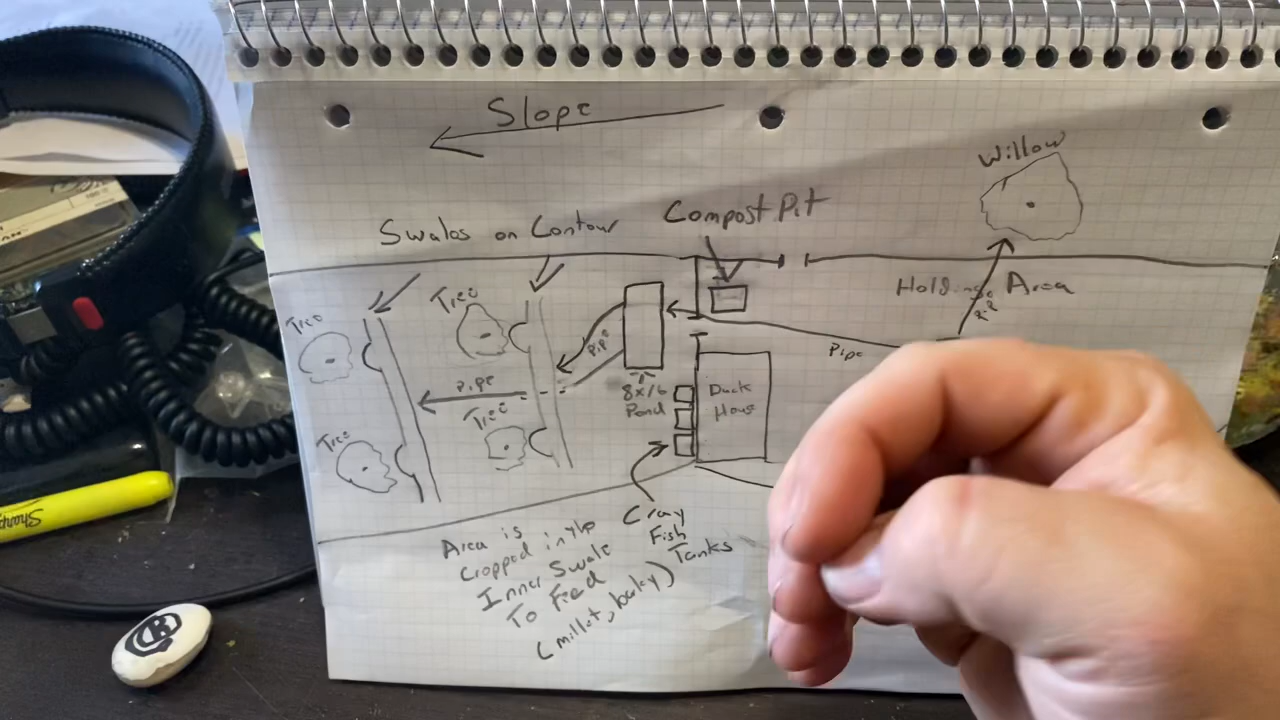 Slope
Willow
Compost Pit
Swales on Contour
Holding Area
Pipe
Tree
Tree
Pipe
Pipe
8x16
Pond
Duck
House
Pipe
Tree
Tree
Cray
Fish
Tanks
Area is
Cropped in the
Inner Swale
To Feed
(millet, barley)
Sharpie